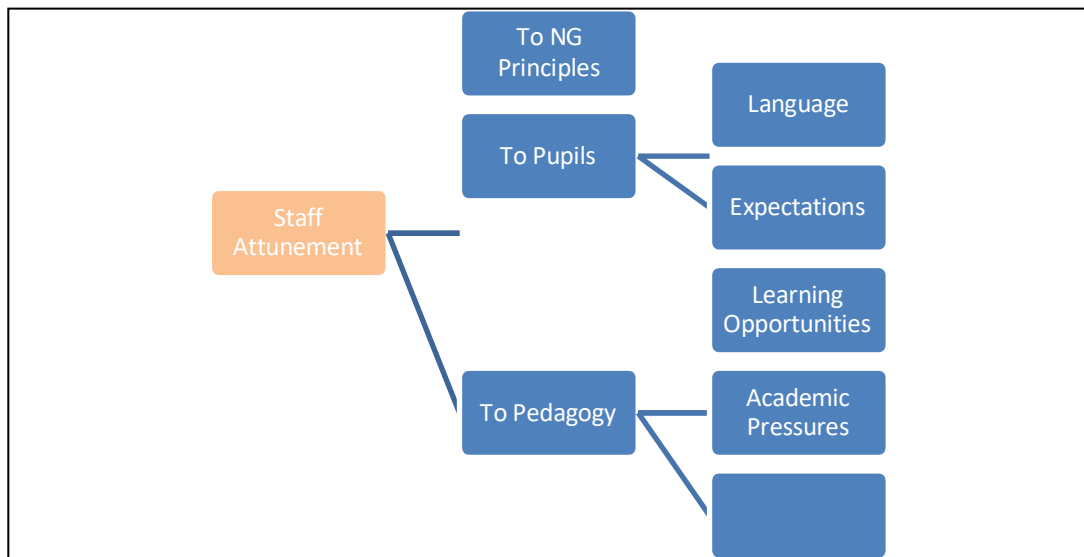 To NG
Principles
Language
To Pupils
Expectations
Staff
Attunement
Learning
Opportunities
To Pedagogy
Academic
Pressures